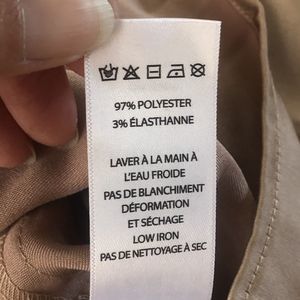 97% POLYESTER
3% ÉLASTHANNE
LAVER À LA MAIN À
L'EAU FROIDE
PAS DE BLANCHIMENT
DÉFORMATION
ET SÉCHAGE
LOW IRON
PAS DE NETTOYAGE À SEC